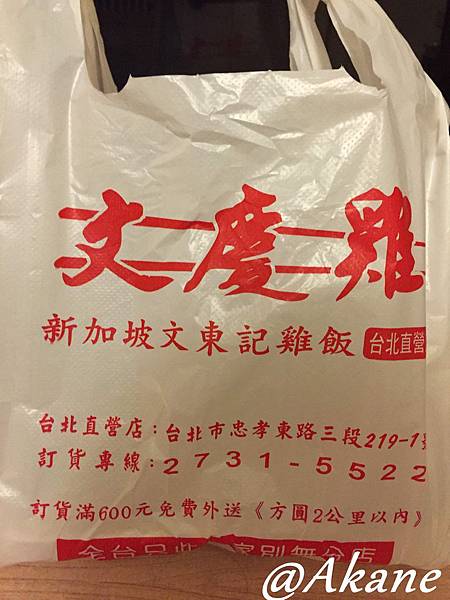 文慶雞
新加坡文東記雞飯 台北直營
台北直營店：台北市忠孝東路三段219-1號
訂貨專線：2731-5522
訂貨滿600元免費外送《方圓2公里以內》
全台只此
別無分店
@Akane